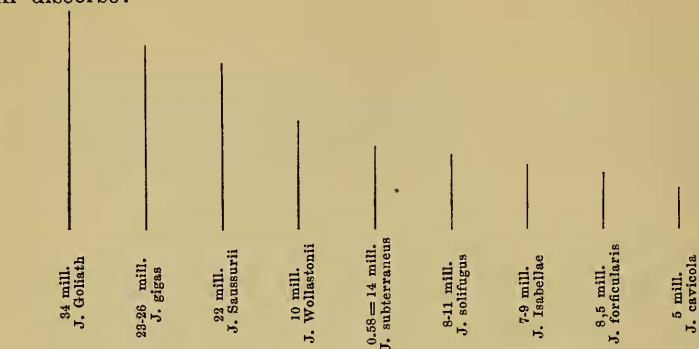 discorso.
34 mill.
J. Goliath
23-26 mill.
J. gigas
22 mill.
J. Saussurii
10 mill.
J. Wollastonii
0.58 = 14 mill.
J. subterraneus
8-11 mill.
J. solifugus
7-9 mill.
J. Isabellae
8,5 mill.
J. forficularis
5 mill.
J. cavicola